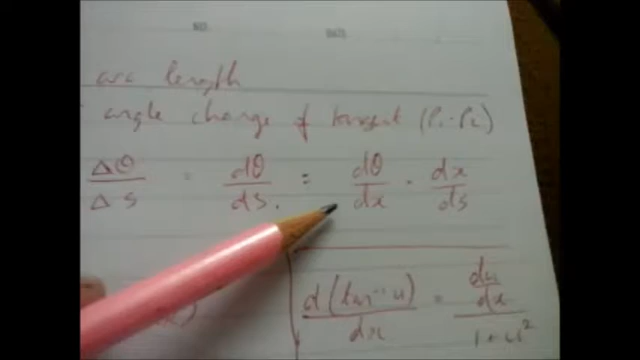 arc length
angle change of tangent (P₁-P₂)
Δθ/Δs = dθ/ds = dθ/dx · dx/ds
d(tan⁻¹u)/dx = (du/dx)/(1+u²)